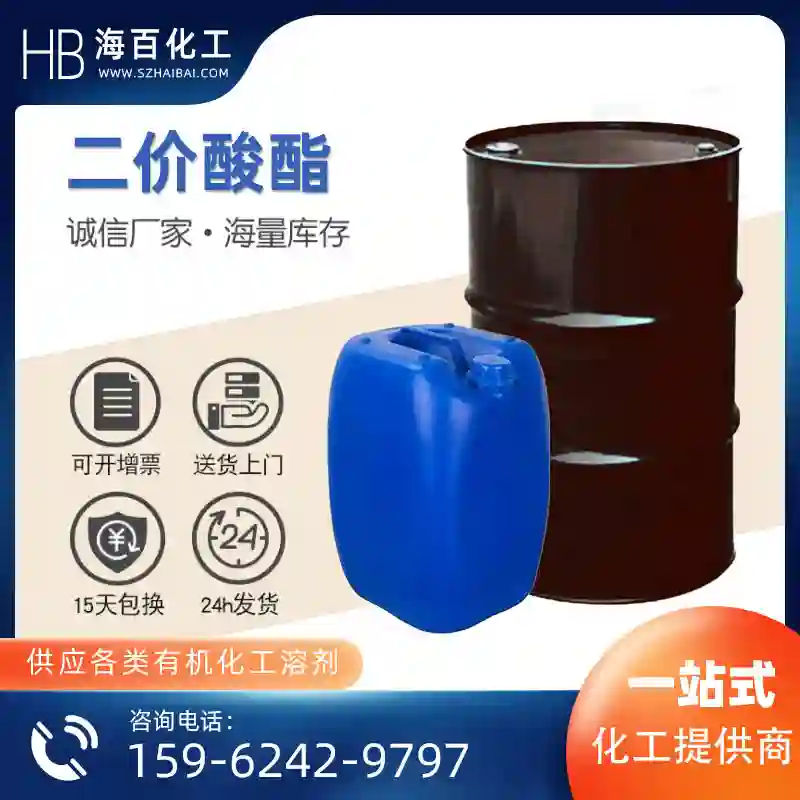 HB 海百化工
WWW.SZHAIBAI.COM
二价酸酯
诚信厂家·海量库存
可开增票
送货上门
¥
24
15天包换
24h发货
供应各类有机化工溶剂
一站式
化工提供商
咨询电话：
159-6242-9797